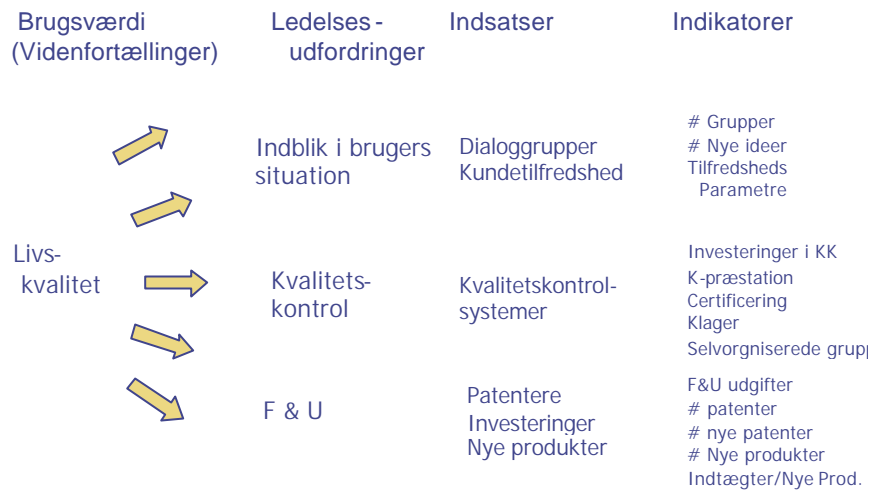 Brugsværdi
(Videnfortællinger)
Ledelses-
udfordringer
Indsatser
Indikatorer
Livs-
kvalitet
Indblik i brugers
situation
Dialoggrupper
Kundetilfredshed
# Grupper
# Nye ideer
Tilfredsheds
Parametre
Kvalitets-
kontrol
Kvalitetskontrol-
systemer
Investeringer i KK
K-præstation
Certificering
Klager
Selvorgniserede grupp
F & U
Patentere
Investeringer
Nye produkter
F&U udgifter
# patenter
# nye patenter
# Nye produkter
Indtægter/Nye Prod.